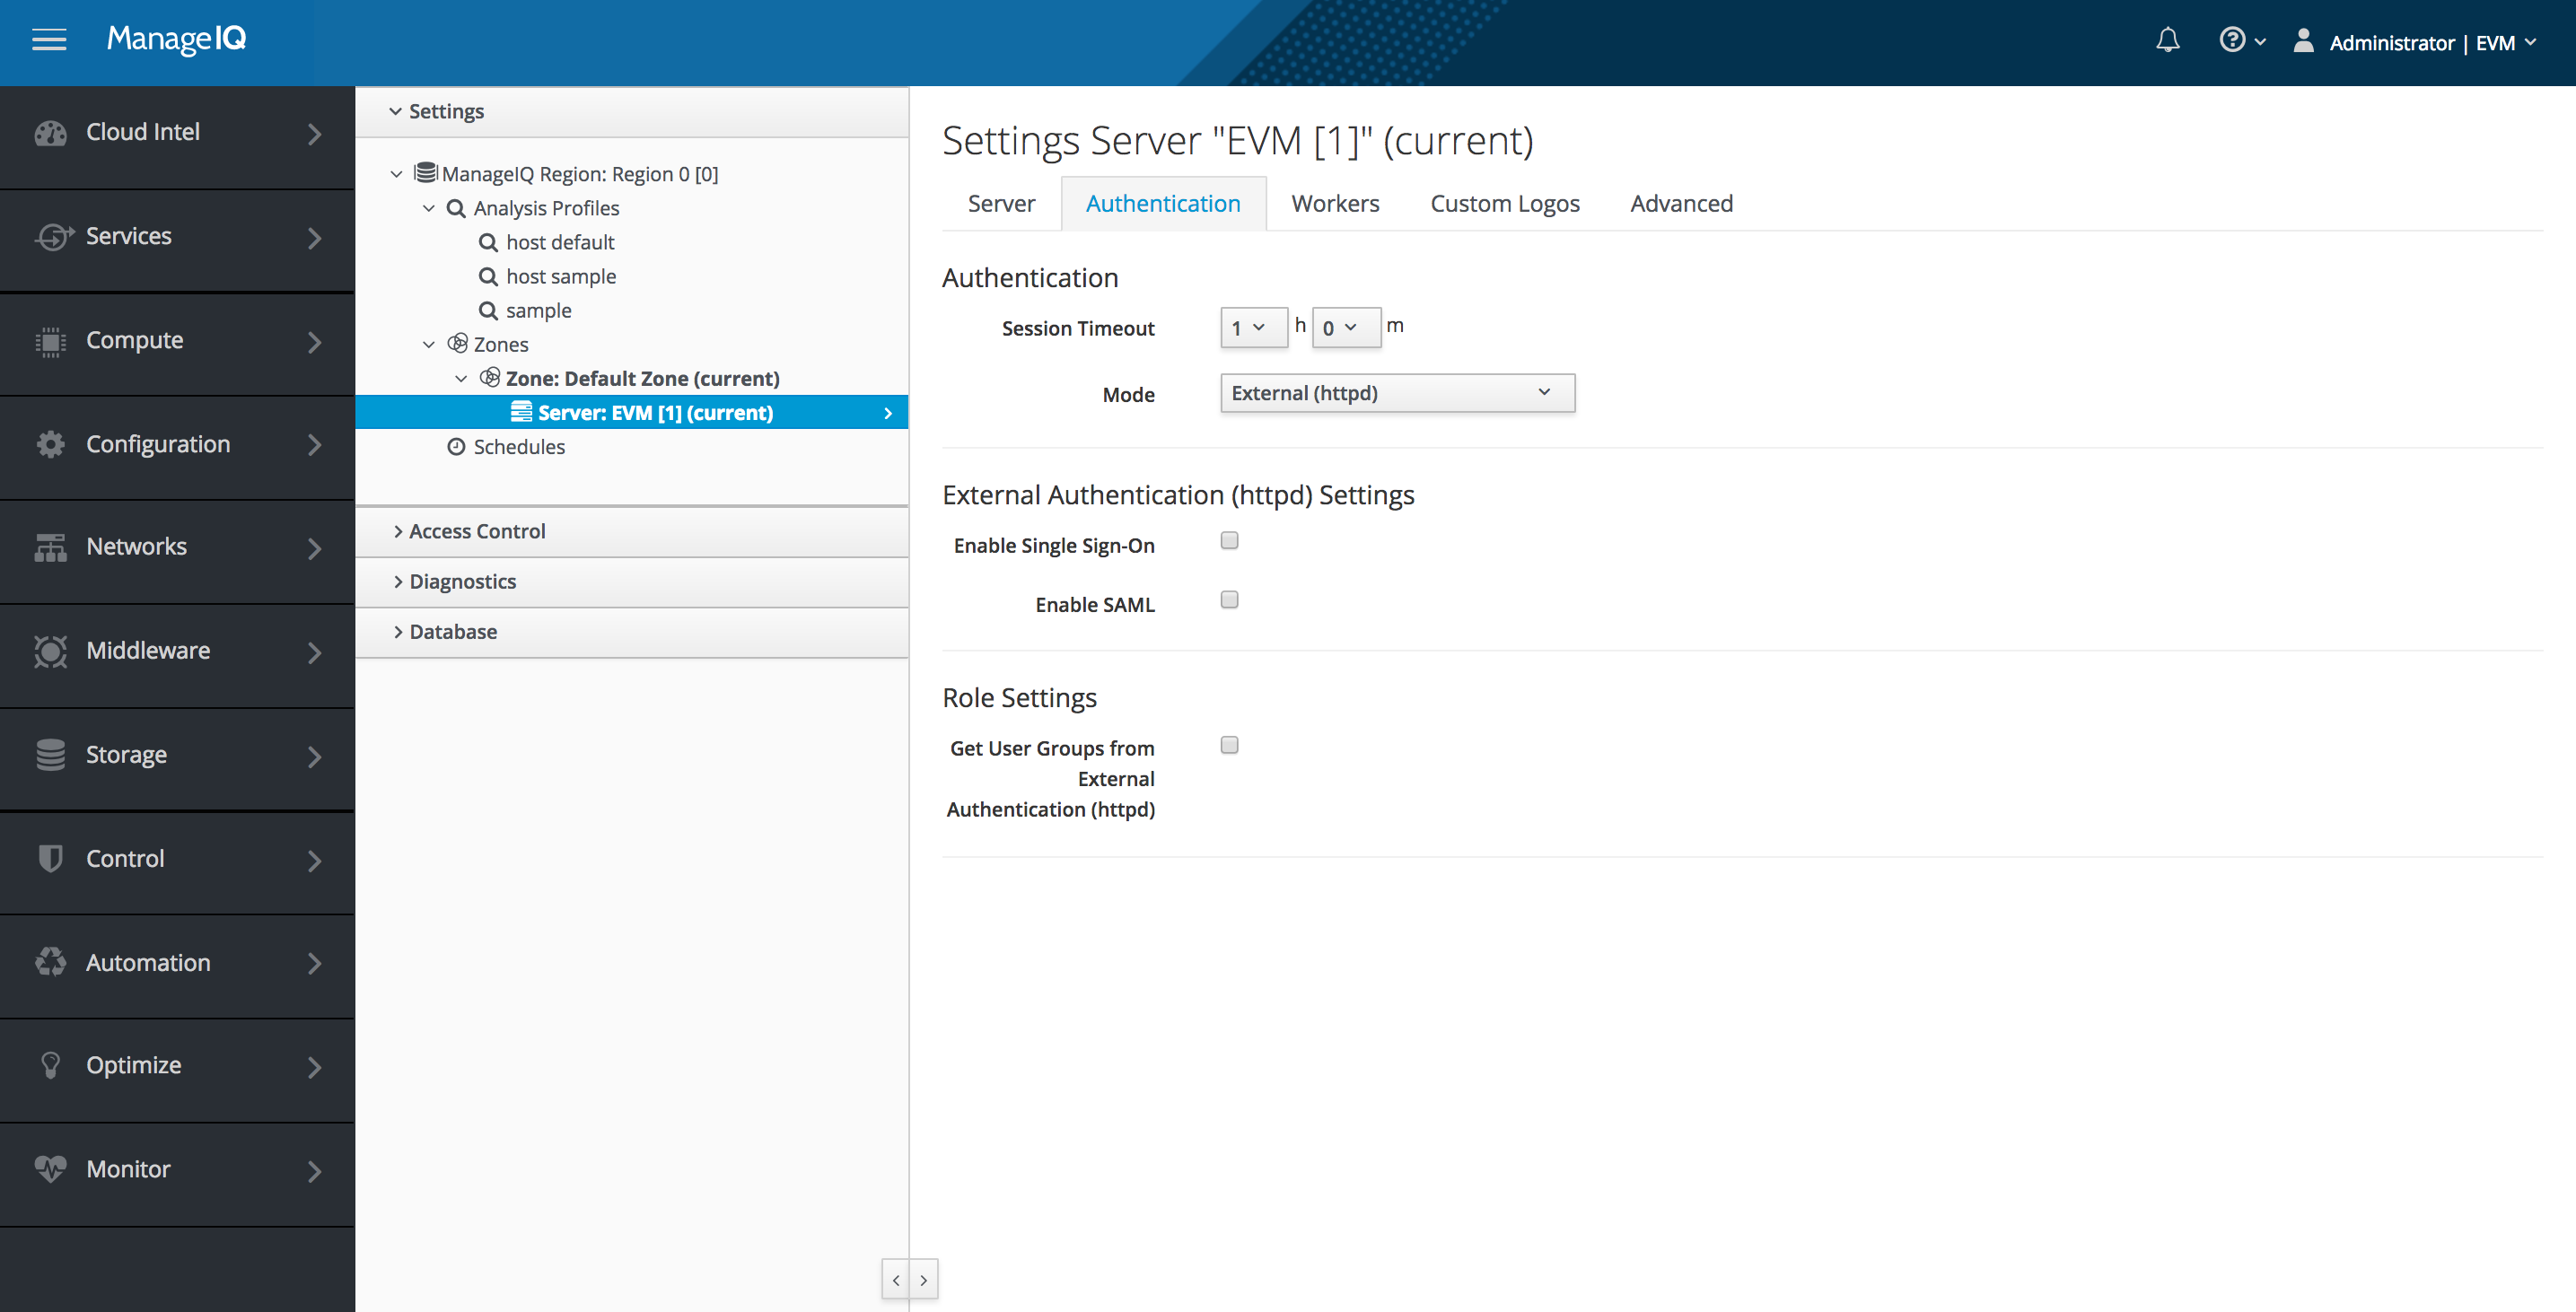 ManageIQ
Administrator | EVM
Cloud Intel
Services
Compute
Configuration
Networks
Middleware
Storage
Control
Automation
Optimize
Monitor
Settings
ManageIQ Region: Region 0 [0]
Analysis Profiles
host default
host sample
sample
Zones
Zone: Default Zone (current)
Server: EVM [1] (current)
Schedules
Access Control
Diagnostics
Database
Settings Server "EVM [1]" (current)
Server Authentication Workers Custom Logos Advanced
Authentication
Session Timeout 1 h 0 m
Mode External (httpd)
External Authentication (httpd) Settings
Enable Single Sign-On
Enable SAML
Role Settings
Get User Groups from
External
Authentication (httpd)